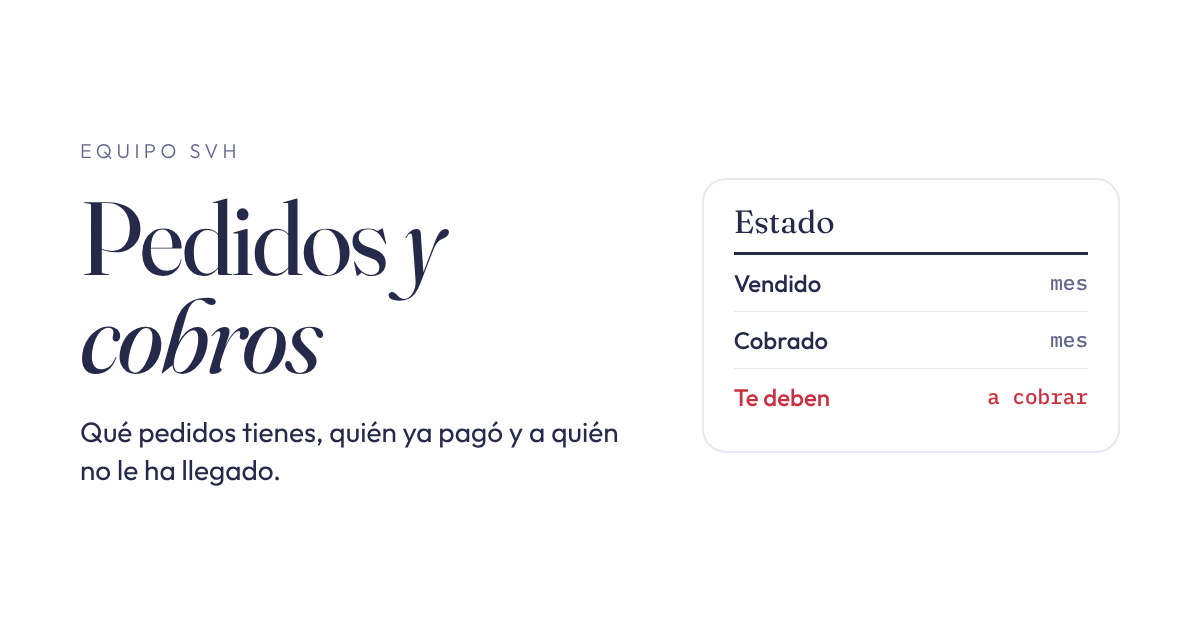 EQUIPO SVH
Pedidos y
cobros
Qué pedidos tienes, quién ya pagó y a quién
no le ha llegado.
Estado
Vendido mes
Cobrado mes
Te deben a cobrar